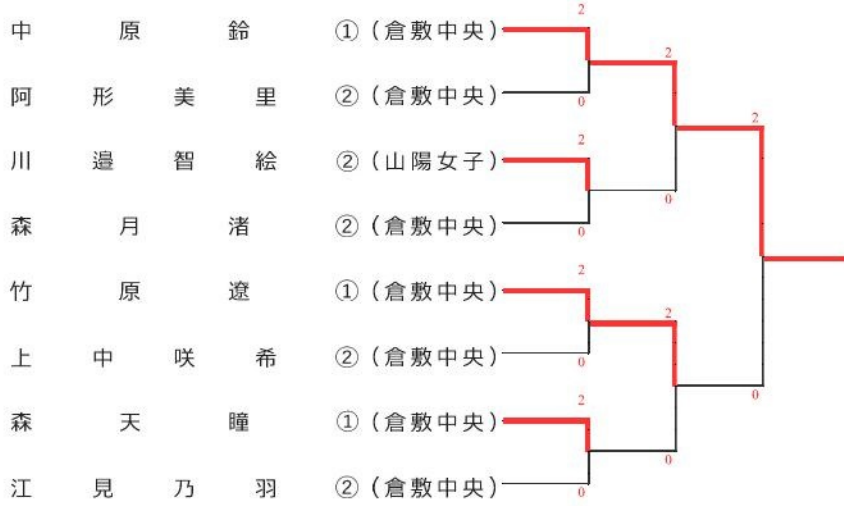 中原鈴 ①(倉敷中央)
2
2
阿形美里 ②(倉敷中央)
0
2
川邉智絵 ②(山陽女子)
2
0
森月渚 ②(倉敷中央)
0
竹原遼 ①(倉敷中央)
2
2
上中咲希 ②(倉敷中央)
0
0
森天瞳 ①(倉敷中央)
2
0
江見乃羽 ②(倉敷中央)
0